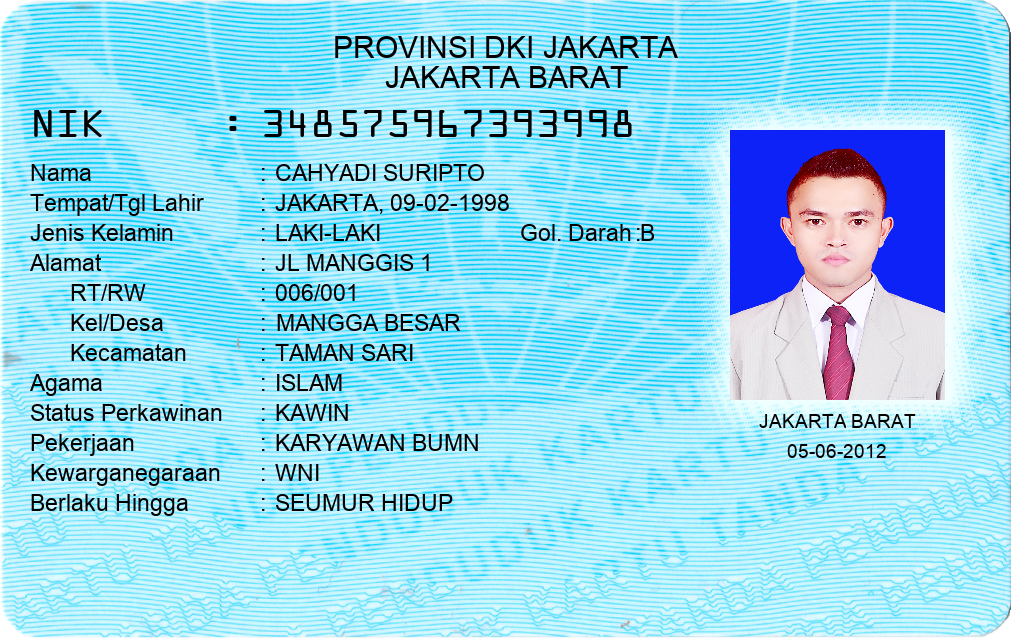 PROVINSI DKI JAKARTA
JAKARTA BARAT
NIK : 3485759673993998
Nama : CAHYADI SURIPTO
Tempat/Tgl Lahir : JAKARTA, 09-02-1998
Jenis Kelamin : LAKI-LAKI Gol. Darah :B
Alamat : JL MANGGIS 1
RT/RW : 006/001
Kel/Desa : MANGGA BESAR
Kecamatan : TAMAN SARI
Agama : ISLAM
Status Perkawinan : KAWIN
Pekerjaan : KARYAWAN BUMN
Kewarganegaraan : WNI
Berlaku Hingga : SEUMUR HIDUP
JAKARTA BARAT
05-06-2012